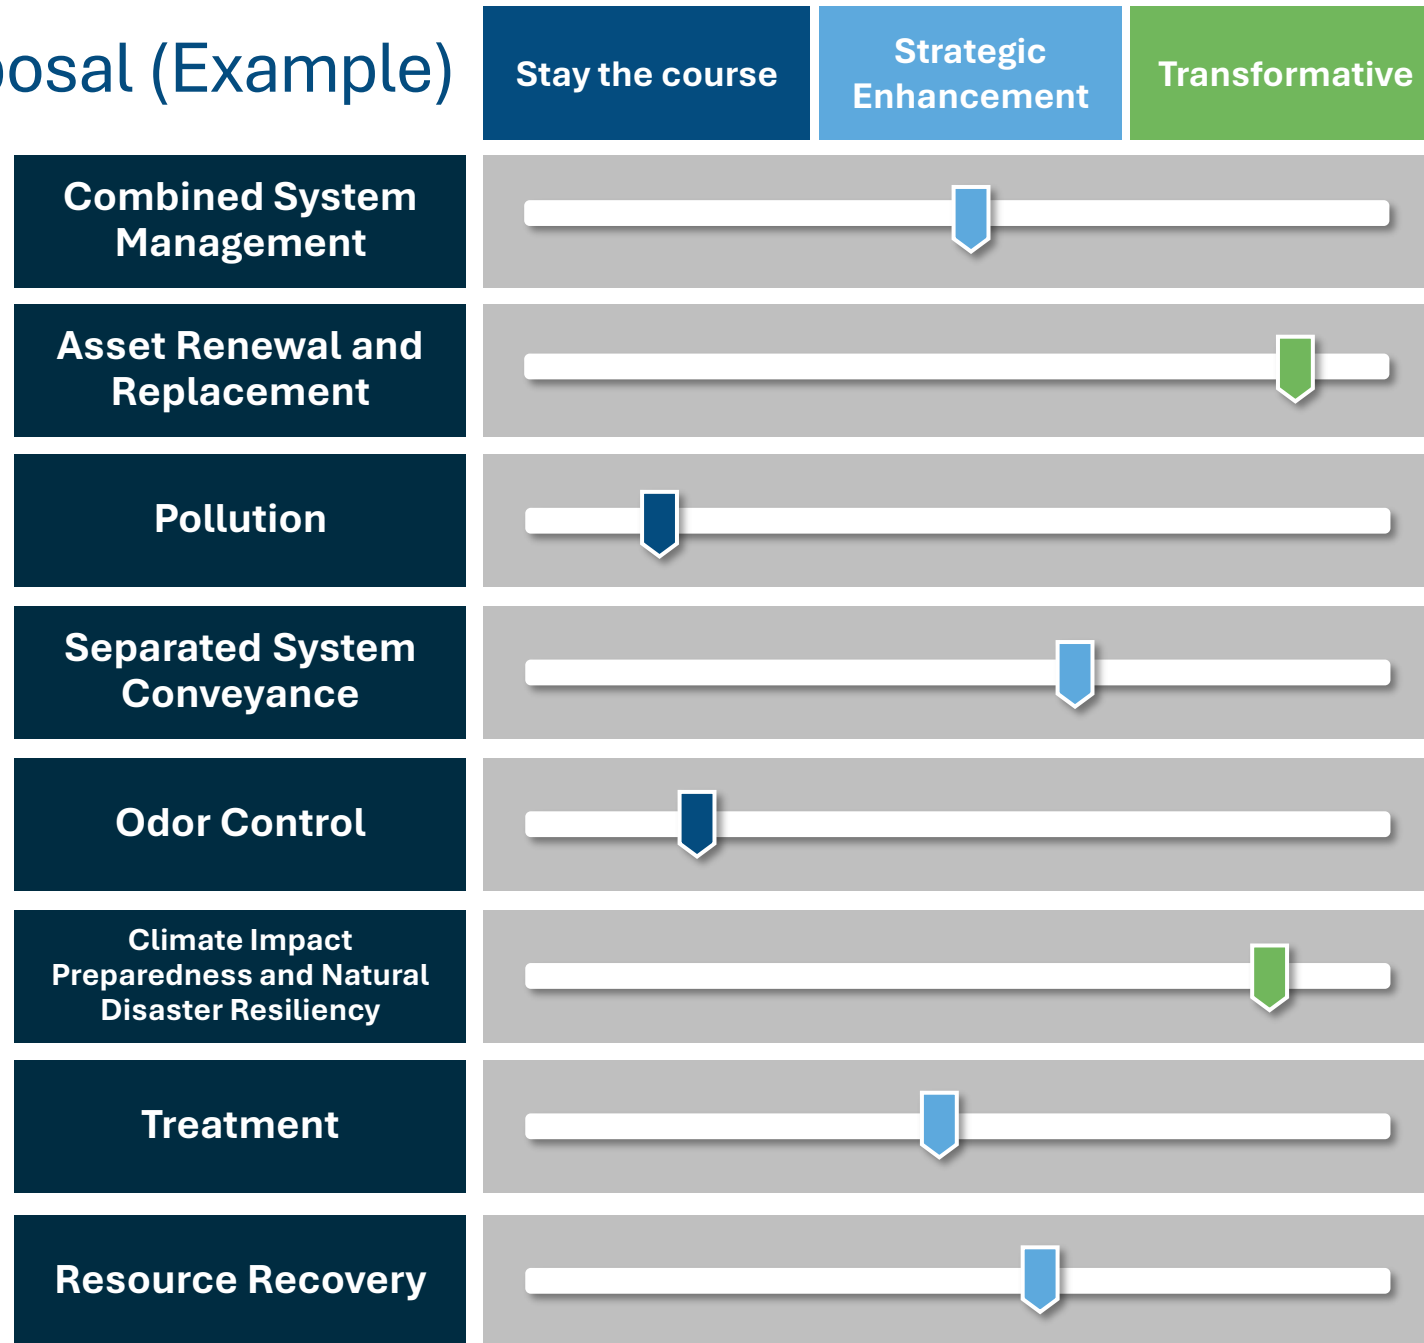 posal (Example)
Stay the course
Strategic
Enhancement
Transformative
Combined System
Management
Asset Renewal and
Replacement
Pollution
Separated System
Conveyance
Odor Control
Climate Impact
Preparedness and Natural
Disaster Resiliency
Treatment
Resource Recovery